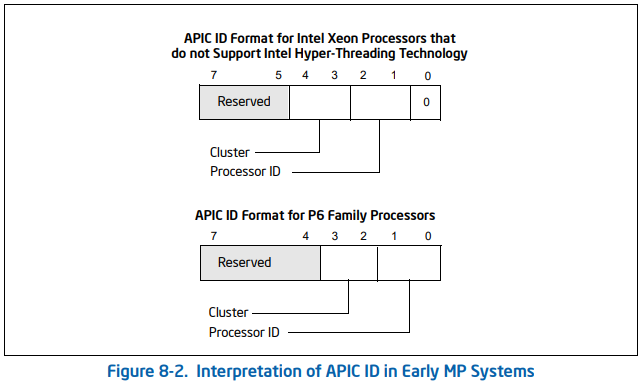 APIC ID Format for Intel Xeon Processors that
do not Support Intel Hyper-Threading Technology
7 5 4 3 2 1 0
Reserved 0
Cluster
Processor ID
APIC ID Format for P6 Family Processors
7 4 3 2 1 0
Reserved
Cluster
Processor ID
Figure 8-2. Interpretation of APIC ID in Early MP Systems